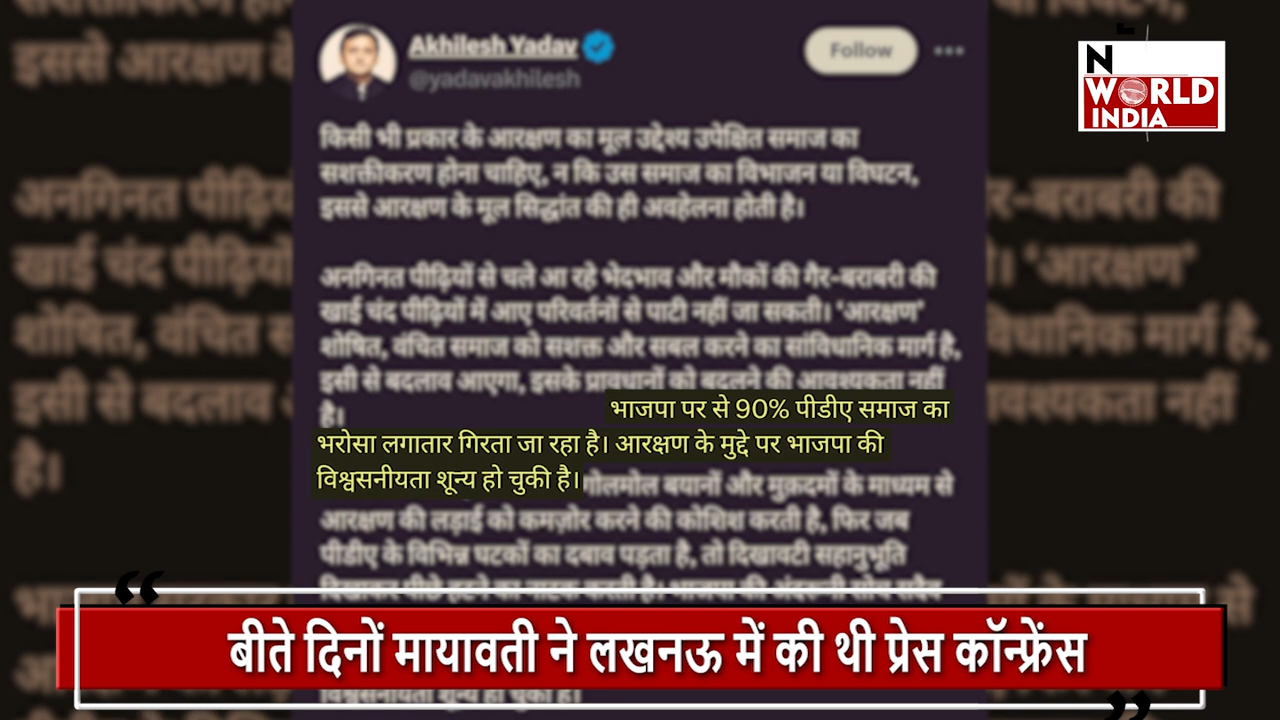 Akhilesh Yadav
Follow
@yadavakhilesh
N
WORLD
INDIA
किसी भी प्रकार के आरक्षण का मूल उद्देश्य उपेक्षित समाज का
सशक्तीकरण होना चाहिए, न कि उस समाज का विभाजन या विघटन,
इससे आरक्षण के मूल सिद्धांत की ही अवहेलना होती है।
अनगिनत पीढ़ियों से चले आ रहे भेदभाव और मौकों की गैर-बराबरी की
खाई चंद पीढ़ियों में आए परिवर्तनों से पाटी नहीं जा सकती। ‘आरक्षण’
शोषित, वंचित समाज को सशक्त और सबल करने का सांविधानिक मार्ग है,
इसी से बदलाव आएगा, इसके प्रावधानों को बदलने की आवश्यकता नहीं
है।
भाजपा पर से 90% पीडीए समाज का
भरोसा लगातार गिरता जा रहा है। आरक्षण के मुद्दे पर भाजपा की
विश्वसनीयता शून्य हो चुकी है।
गोलमोल बयानों और मुक़दमों के माध्यम से
आरक्षण की लड़ाई को कमज़ोर करने की कोशिश करती है, फिर जब
पीडीए के विभिन्न घटकों का दबाव पड़ता है, तो दिखावटी सहानुभूति
बीते दिनों मायावती ने लखनऊ में की थी प्रेस कॉन्फ्रेंस
विश्वसनीयता शून्य हो चुकी है।